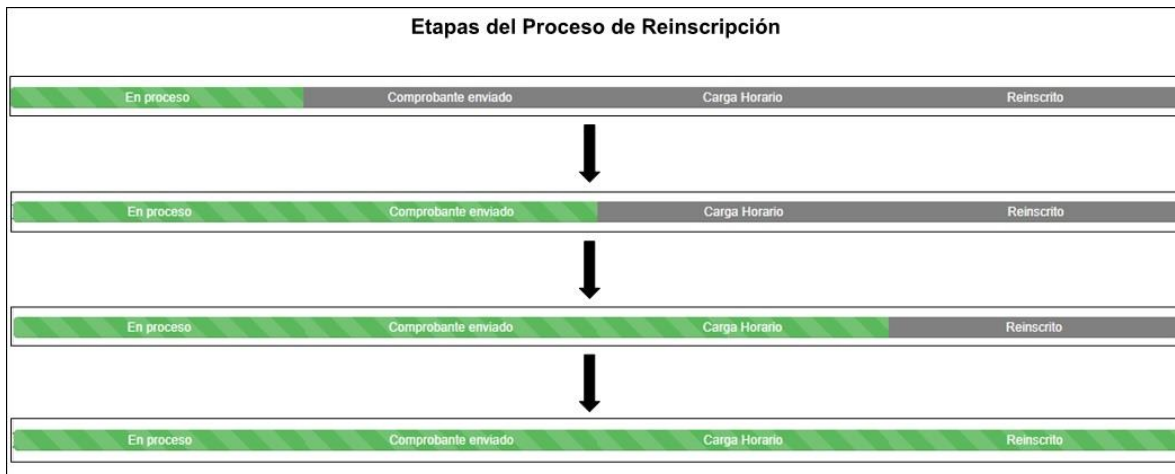 Etapas del Proceso de Reinscripción
En proceso Comprobante enviado Carga Horario Reinscrito
En proceso Comprobante enviado Carga Horario Reinscrito
En proceso Comprobante enviado Carga Horario Reinscrito
En proceso Comprobante enviado Carga Horario Reinscrito